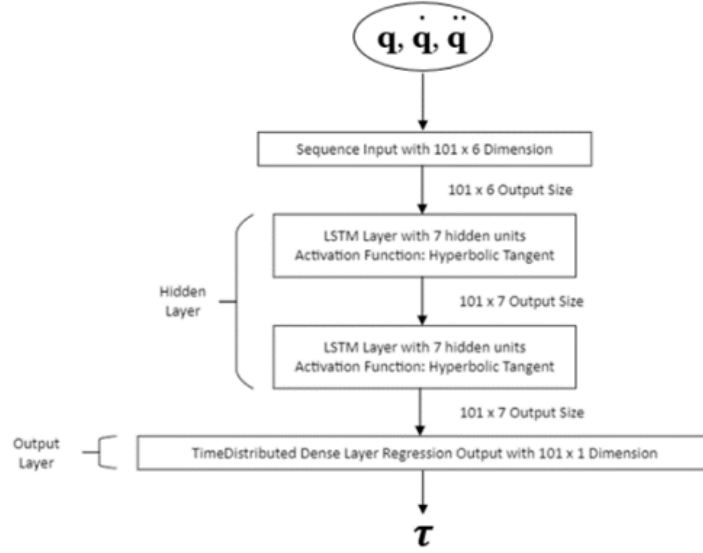 q, q̇, q̈
Sequence Input with 101 x 6 Dimension
101 x 6 Output Size
LSTM Layer with 7 hidden units
Activation Function: Hyperbolic Tangent
Hidden
Layer
101 x 7 Output Size
LSTM Layer with 7 hidden units
Activation Function: Hyperbolic Tangent
101 x 7 Output Size
Output
Layer
TimeDistributed Dense Layer Regression Output with 101 x 1 Dimension
τ